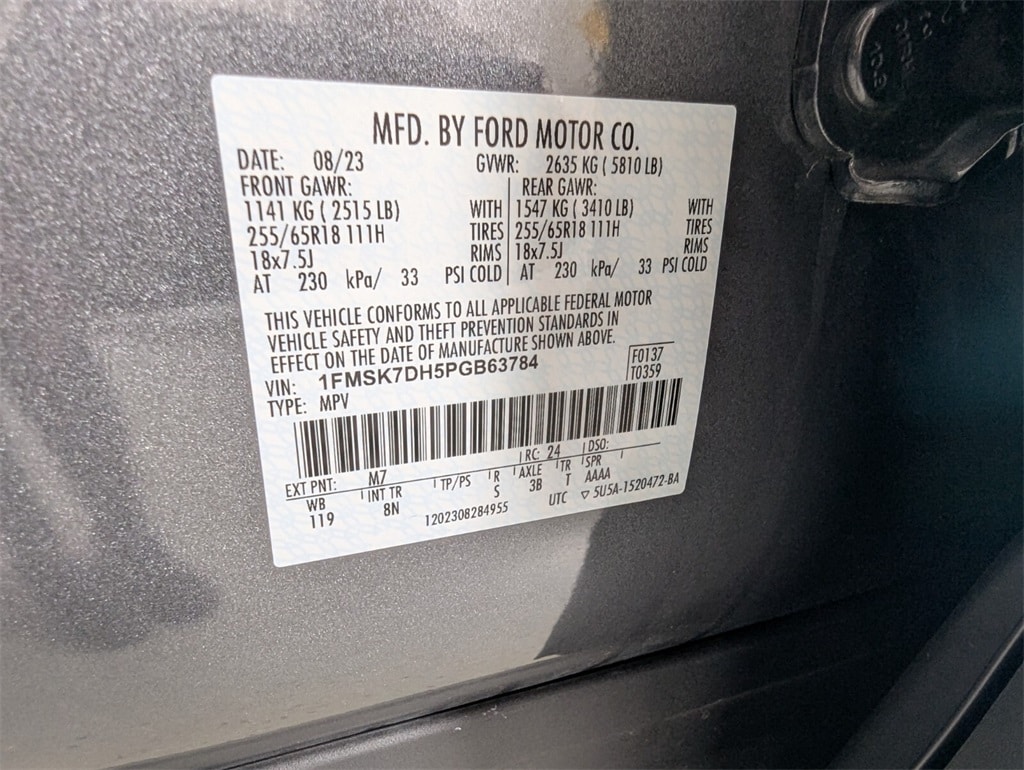 MFD. BY FORD MOTOR CO.
DATE: 08/23 GVWR: 2635 KG ( 5810 LB)
FRONT GAWR: REAR GAWR:
1141 KG ( 2515 LB) WITH 1547 KG ( 3410 LB) WITH
255/65R18 111H TIRES 255/65R18 111H TIRES
18x7.5J RIMS 18x7.5J RIMS
AT 230 kPa/ 33 PSI COLD AT 230 kPa/ 33 PSI COLD
THIS VEHICLE CONFORMS TO ALL APPLICABLE FEDERAL MOTOR
VEHICLE SAFETY AND THEFT PREVENTION STANDARDS IN
EFFECT ON THE DATE OF MANUFACTURE SHOWN ABOVE.
VIN: 1FMSK7DH5PGB63784 F0137
TYPE: MPV T0359
EXT PNT: M7 RC: 24 DSO:
WB INT TR TP/PS R AXLE TR SPR
119 8N S 3B T AAAA
1202308284955 UTC ▽ 5U5A-1520472-BA